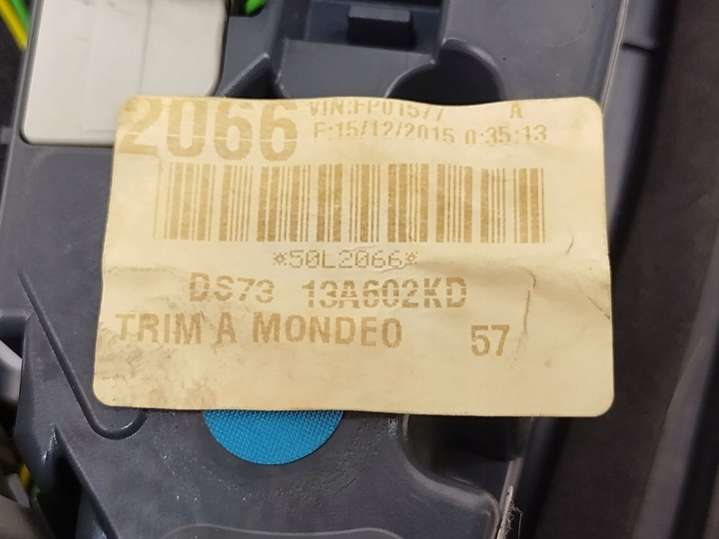 2066 VIN:FP01577 A
F:15/12/2015 0:35:13
*50L2066*
DS73 13A602KD
TRIM A MONDEO 57